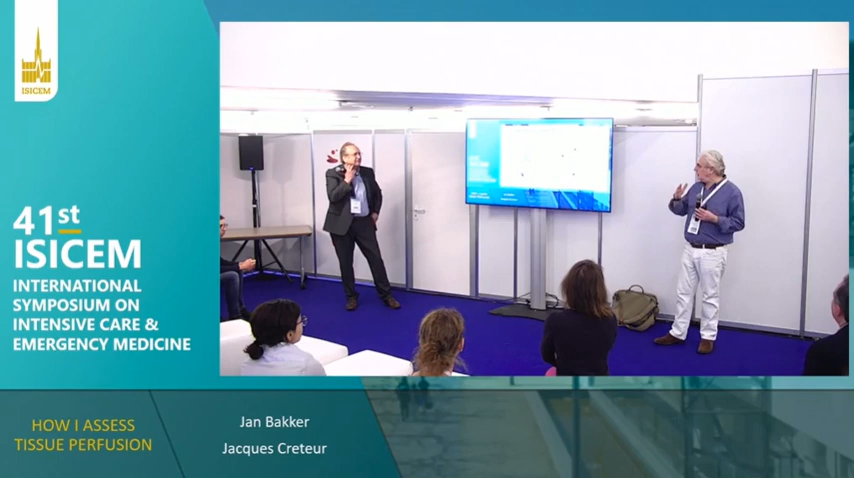 ISICEM
41st
ISICEM
INTERNATIONAL
SYMPOSIUM ON
INTENSIVE CARE &
EMERGENCY MEDICINE
HOW I ASSESS
TISSUE PERFUSION
Jan Bakker
Jacques Creteur